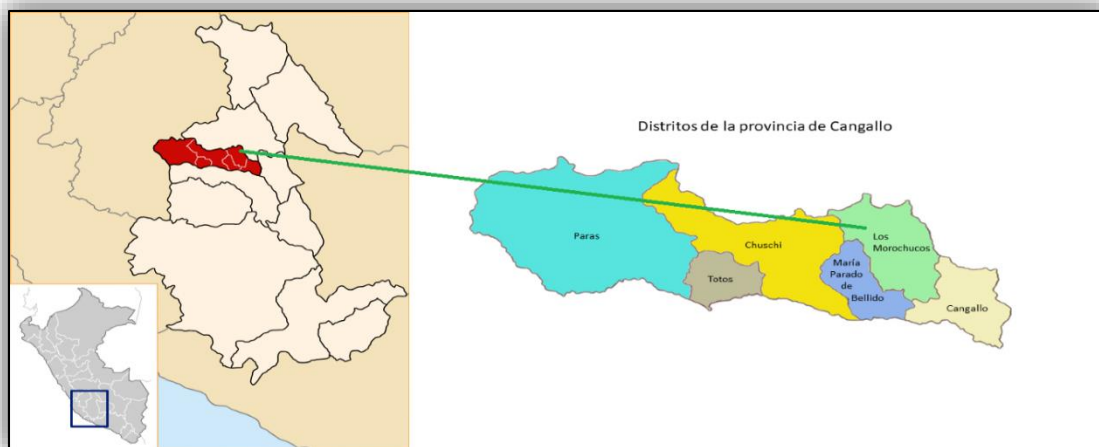 Distritos de la provincia de Cangallo
Paras
Chuschi
Totos
Los
Morochucos
María
Parado
de
Bellido
Cangallo